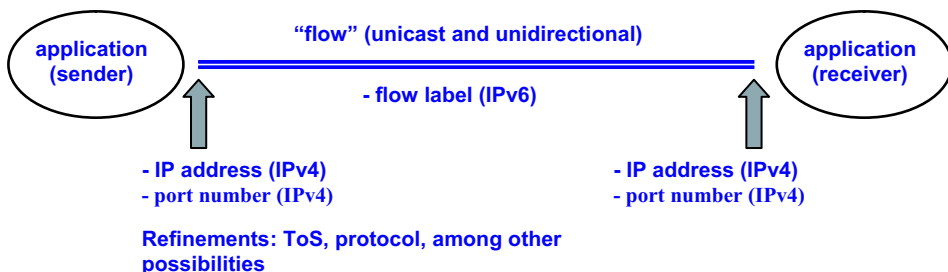 application
(sender)
“flow” (unicast and unidirectional)
application
(receiver)
- flow label (IPv6)
- IP address (IPv4)
- port number (IPv4)
- IP address (IPv4)
- port number (IPv4)
Refinements: ToS, protocol, among other
possibilities